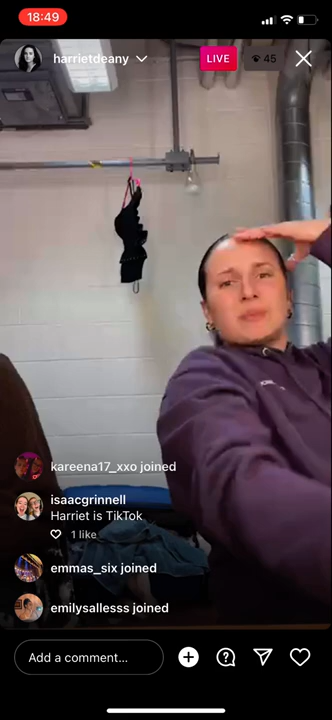 18:49
harrietdeany
LIVE
45
kareena17_xxo joined
isaacgrinnell
Harriet is TikTok
1 like
emmas_six joined
emilysallesss joined
Add a comment...